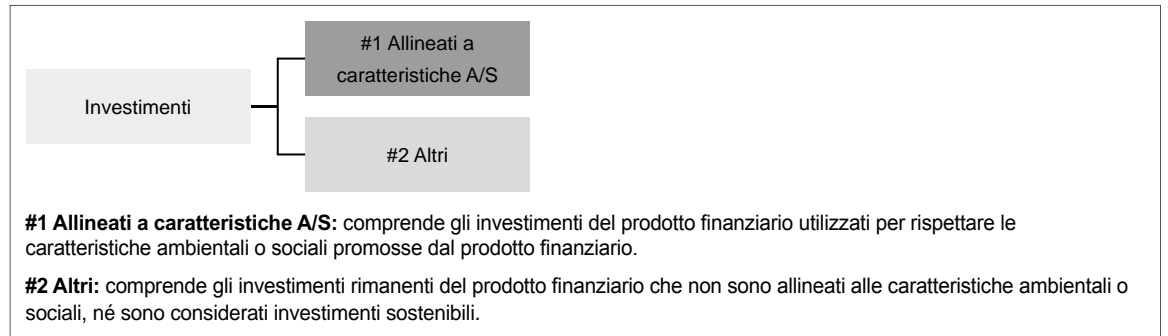 #1 Allineati a
caratteristiche A/S
Investimenti
#2 Altri
#1 Allineati a caratteristiche A/S: comprende gli investimenti del prodotto finanziario utilizzati per rispettare le
caratteristiche ambientali o sociali promosse dal prodotto finanziario.
#2 Altri: comprende gli investimenti rimanenti del prodotto finanziario che non sono allineati alle caratteristiche ambientali o
sociali, né sono considerati investimenti sostenibili.